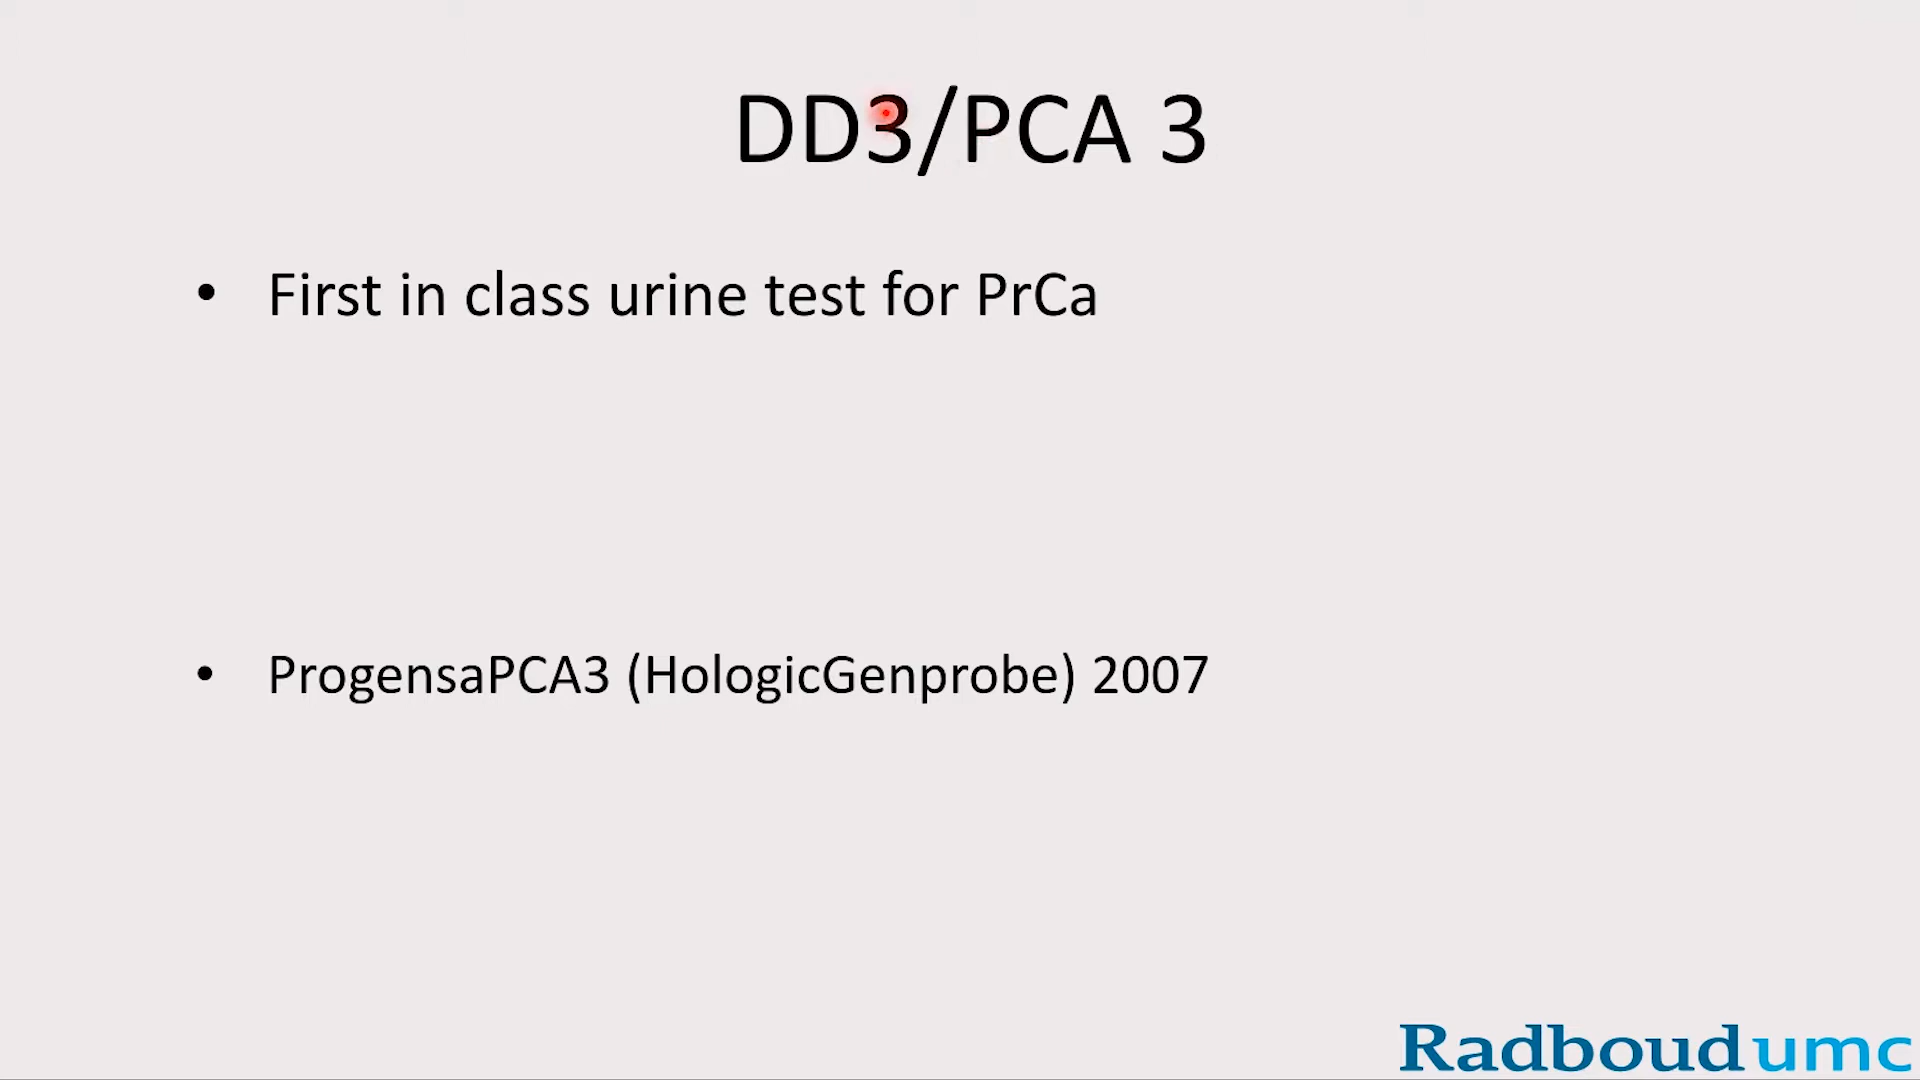 DD3/PCA 3
• First in class urine test for PrCa
• ProgensaPCA3 (HologicGenprobe) 2007
Radboudumc